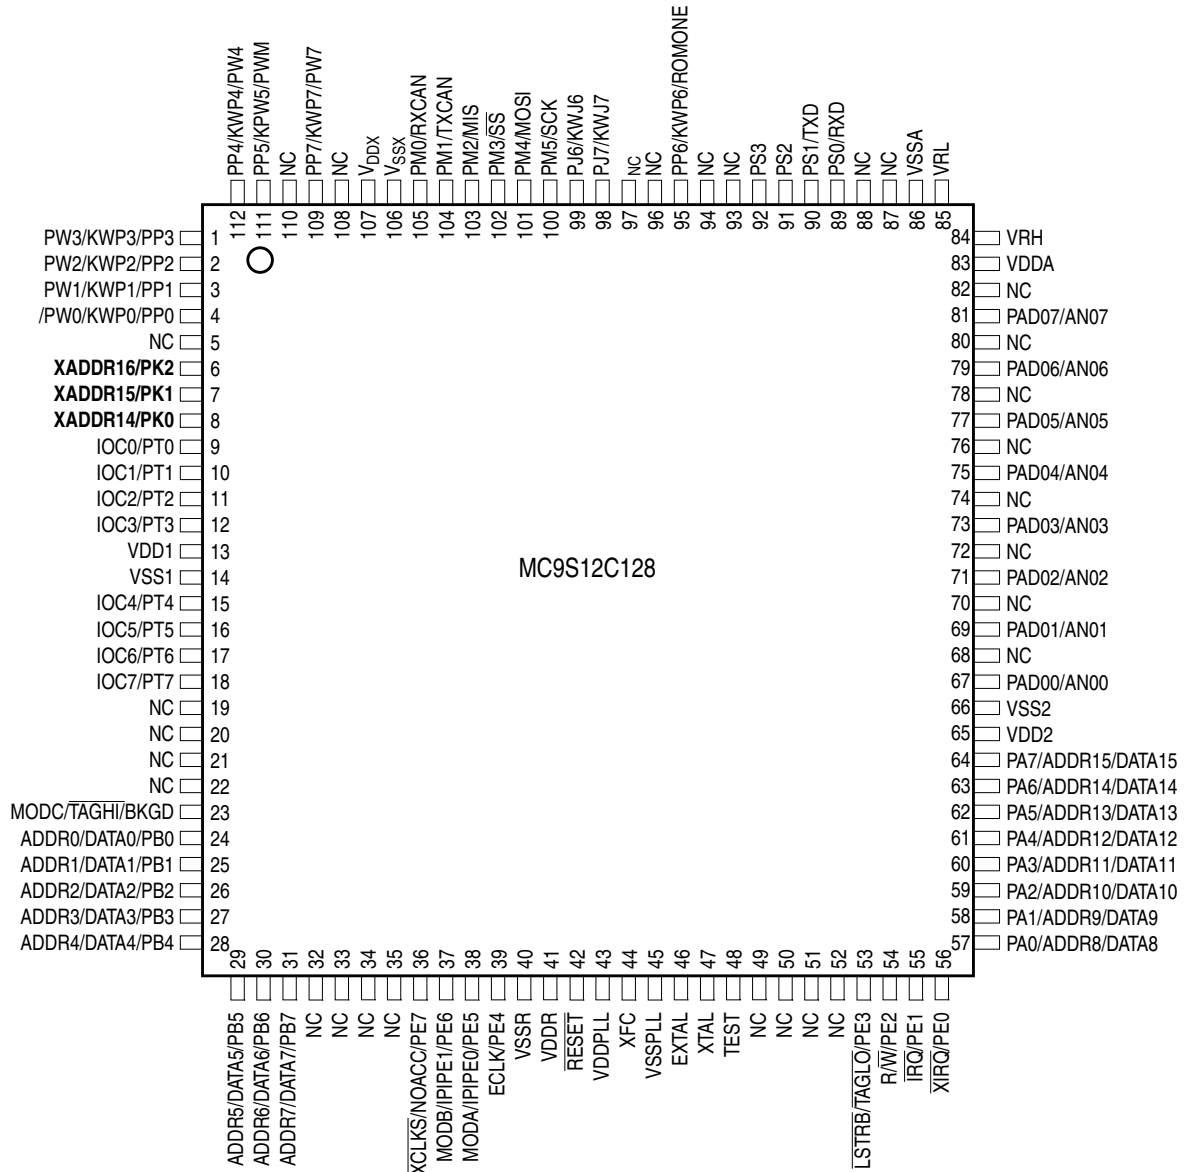 PP4/KWP4/PW4
PP5/KPW5/PWM
NC
PP7/KWP7/PW7
NC
VDDX
VSSX
PM0/RXCAN
PM1/TXCAN
PM2/MIS
PM3/SS
PM4/MOSI
PM5/SCK
PJ6/KWJ6
PJ7/KWJ7
NC
NC
PP6/KWP6/ROMONE
NC
NC
PS3
PS2
PS1/TXD
PS0/RXD
NC
NC
VSSA
VRL
112
111
110
109
108
107
106
105
104
103
102
101
100
99
98
97
96
95
94
93
92
91
90
89
88
87
86
85
PW3/KWP3/PP3 1
PW2/KWP2/PP2 2
PW1/KWP1/PP1 3
/PW0/KWP0/PP0 4
NC 5
XADDR16/PK2 6
XADDR15/PK1 7
XADDR14/PK0 8
IOC0/PT0 9
IOC1/PT1 10
IOC2/PT2 11
IOC3/PT3 12
VDD1 13
VSS1 14
IOC4/PT4 15
IOC5/PT5 16
IOC6/PT6 17
IOC7/PT7 18
NC 19
NC 20
NC 21
NC 22
MODC/TAGHI/BKGD 23
ADDR0/DATA0/PB0 24
ADDR1/DATA1/PB1 25
ADDR2/DATA2/PB2 26
ADDR3/DATA3/PB3 27
ADDR4/DATA4/PB4 28
MC9S12C128
84 VRH
83 VDDA
82 NC
81 PAD07/AN07
80 NC
79 PAD06/AN06
78 NC
77 PAD05/AN05
76 NC
75 PAD04/AN04
74 NC
73 PAD03/AN03
72 NC
71 PAD02/AN02
70 NC
69 PAD01/AN01
68 NC
67 PAD00/AN00
66 VSS2
65 VDD2
64 PA7/ADDR15/DATA15
63 PA6/ADDR14/DATA14
62 PA5/ADDR13/DATA13
61 PA4/ADDR12/DATA12
60 PA3/ADDR11/DATA11
59 PA2/ADDR10/DATA10
58 PA1/ADDR9/DATA9
57 PA0/ADDR8/DATA8
29
30
31
32
33
34
35
36
37
38
39
40
41
42
43
44
45
46
47
48
49
50
51
52
53
54
55
56
ADDR5/DATA5/PB5
ADDR6/DATA6/PB6
ADDR7/DATA7/PB7
NC
NC
NC
NC
XCLKS/NOACC/PE7
MODB/IPIPE1/PE6
MODA/IPIPE0/PE5
ECLK/PE4
VSSR
VDDR
RESET
VDDPLL
XFC
VSSPLL
EXTAL
XTAL
TEST
NC
NC
NC
NC
LSTRB/TAGLO/PE3
R/W/PE2
IRQ/PE1
XIRQ/PE0